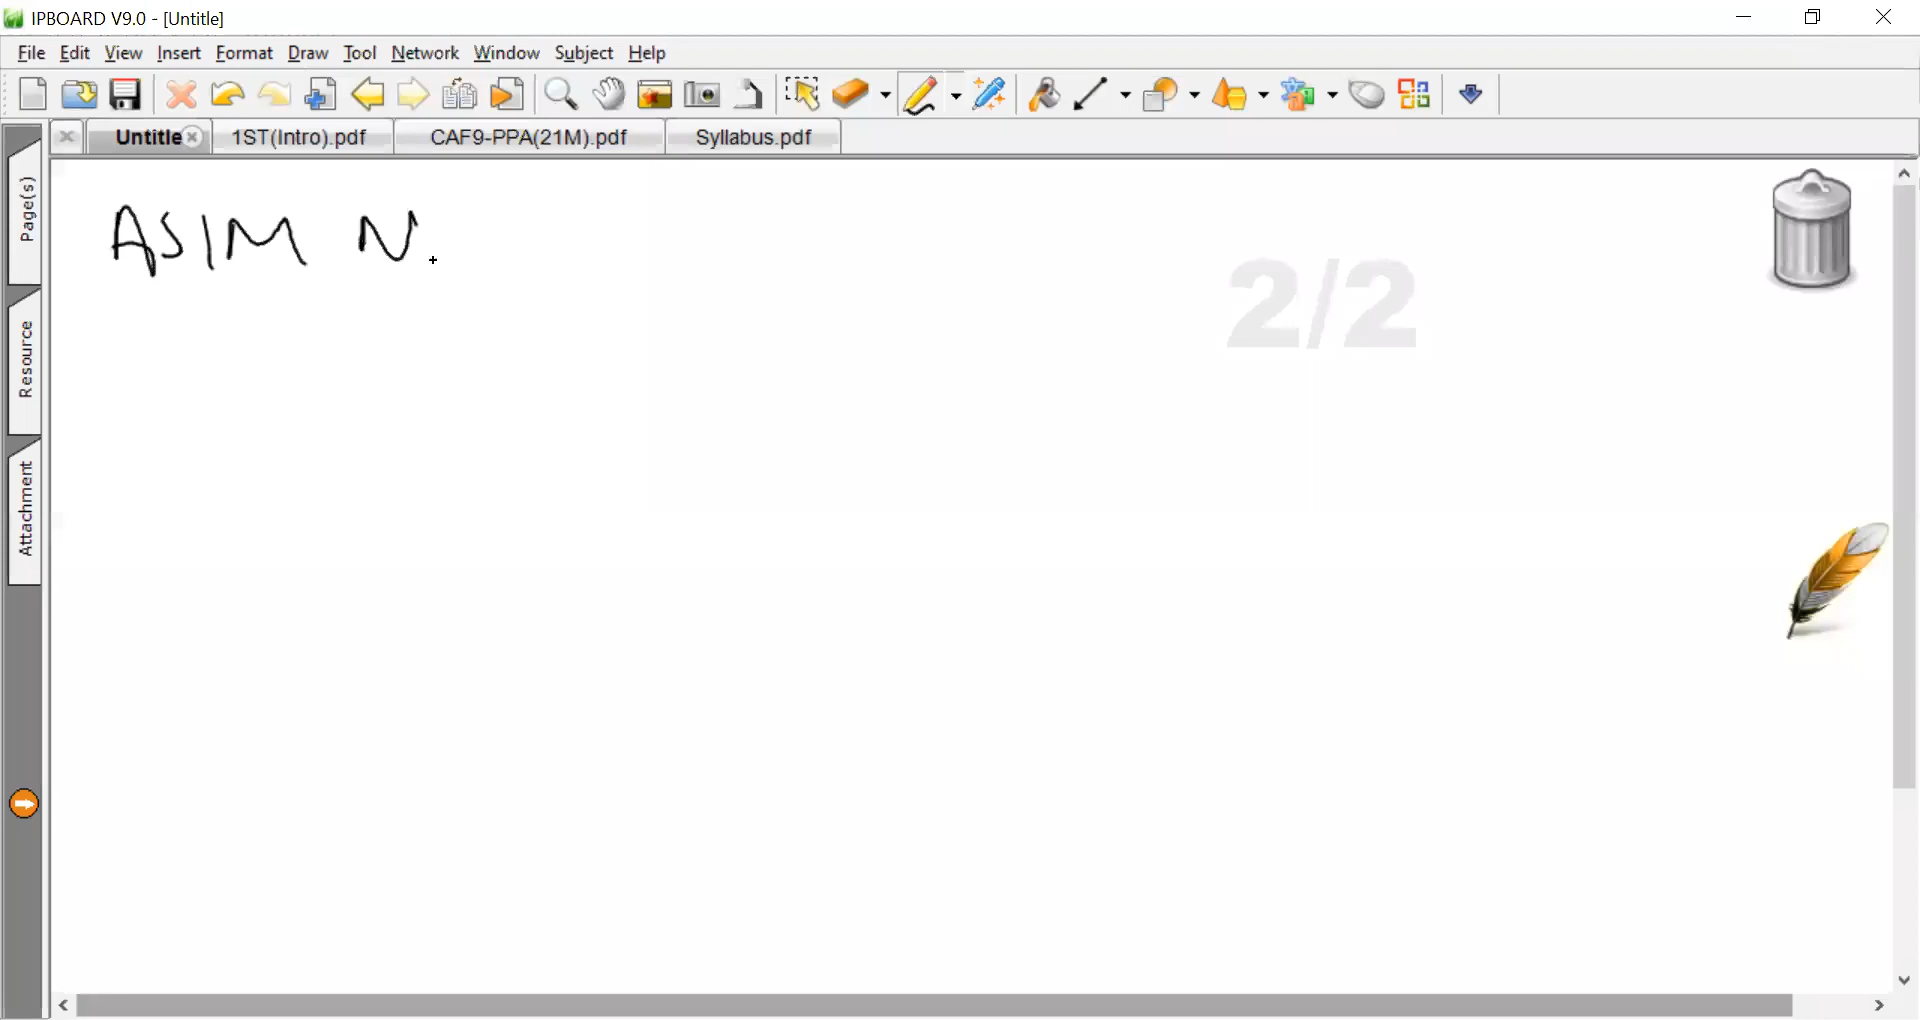 IPBOARD V9.0 - [Untitle]
File Edit View Insert Format Draw Tool Network Window Subject Help
Untitle 1ST(Intro).pdf CAF9-PPA(21M).pdf Syllabus.pdf
Page(s)
Resource
Attachment
ASIM N
2/2